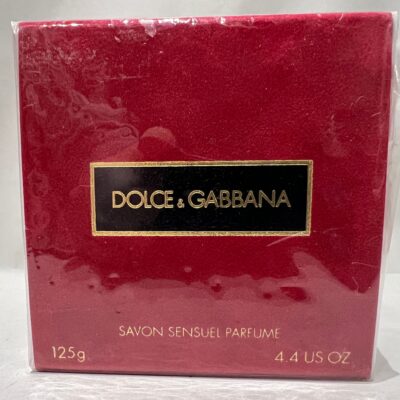 DOLCE & GABBANA
SAVON SENSUEL PARFUME
125g 4.4 US OZ